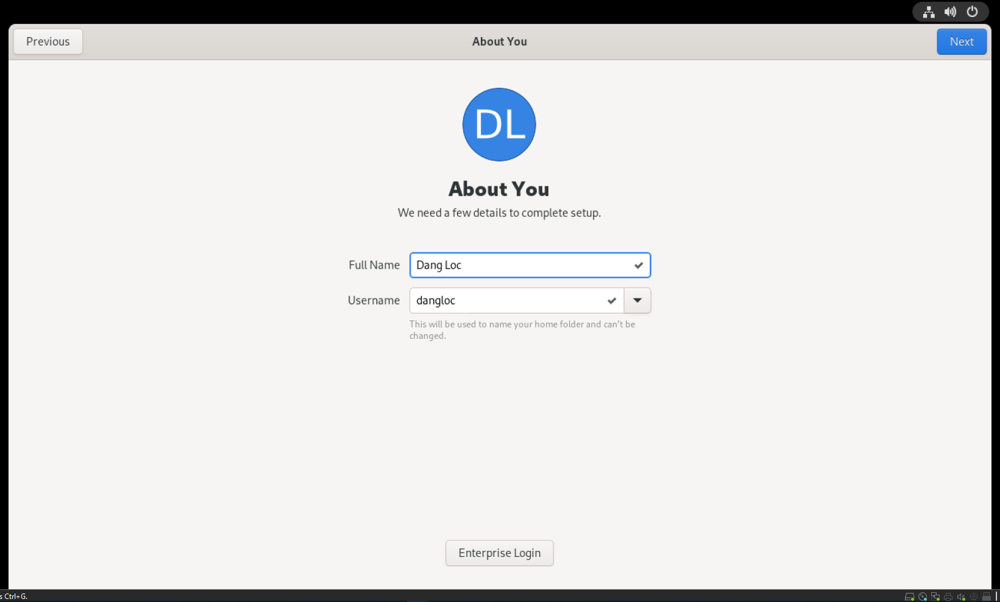 Previous
About You
Next
DL
About You
We need a few details to complete setup.
Full Name
Dang Loc
Username
dangloc
This will be used to name your home folder and can't be
changed.
Enterprise Login
s Ctrl+G.